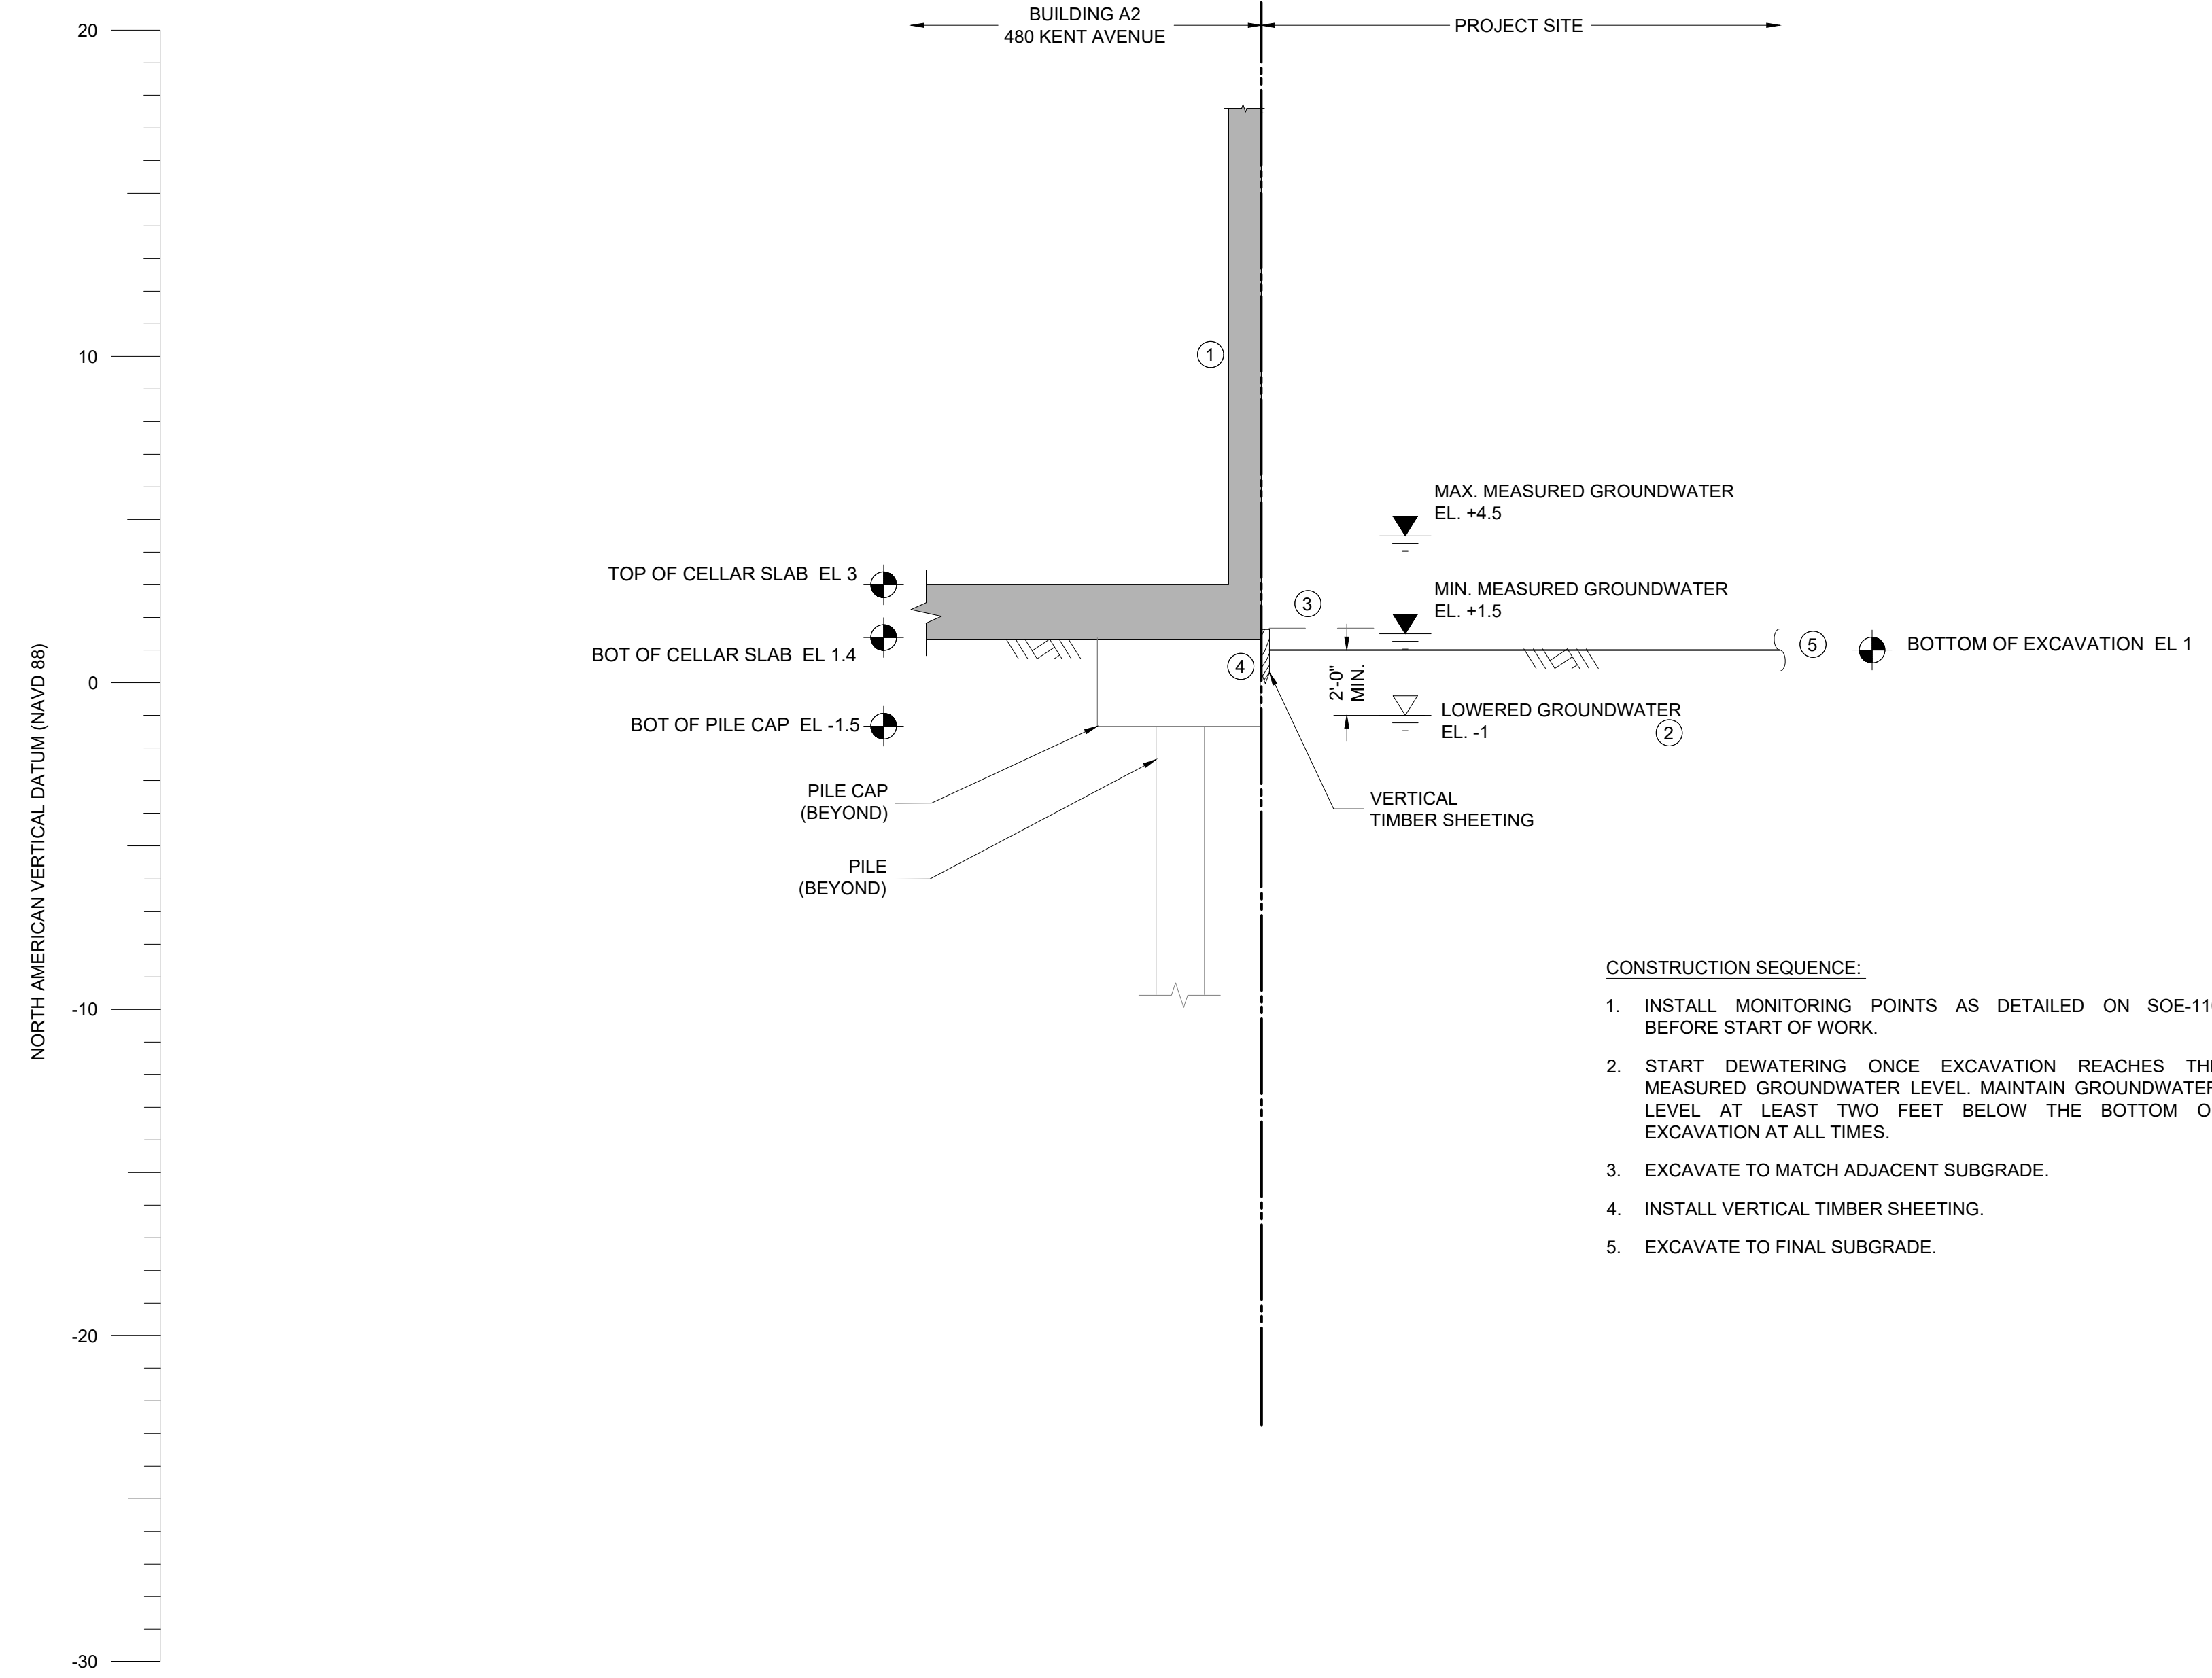 BUILDING A2
480 KENT AVENUE
PROJECT SITE
20
10
0
-10
-20
-30
NORTH AMERICAN VERTICAL DATUM (NAVD 88)
1
MAX. MEASURED GROUNDWATER
EL. +4.5
TOP OF CELLAR SLAB EL 3
MIN. MEASURED GROUNDWATER
EL. +1.5
3
BOT OF CELLAR SLAB EL 1.4
4
5
BOTTOM OF EXCAVATION EL 1
2'-0"
MIN.
BOT OF PILE CAP EL -1.5
LOWERED GROUNDWATER
EL. -1
2
PILE CAP
(BEYOND)
VERTICAL
TIMBER SHEETING
PILE
(BEYOND)
CONSTRUCTION SEQUENCE:
1. INSTALL MONITORING POINTS AS DETAILED ON
BEFORE START OF WORK.
2. START DEWATERING ONCE EXCAVATION REACHES
MEASURED GROUNDWATER LEVEL. MAINTAIN GROUNDWATER
LEVEL AT LEAST TWO FEET BELOW THE BOTTOM
EXCAVATION AT ALL TIMES.
3. EXCAVATE TO MATCH ADJACENT SUBGRADE.
4. INSTALL VERTICAL TIMBER SHEETING.
5. EXCAVATE TO FINAL SUBGRADE.